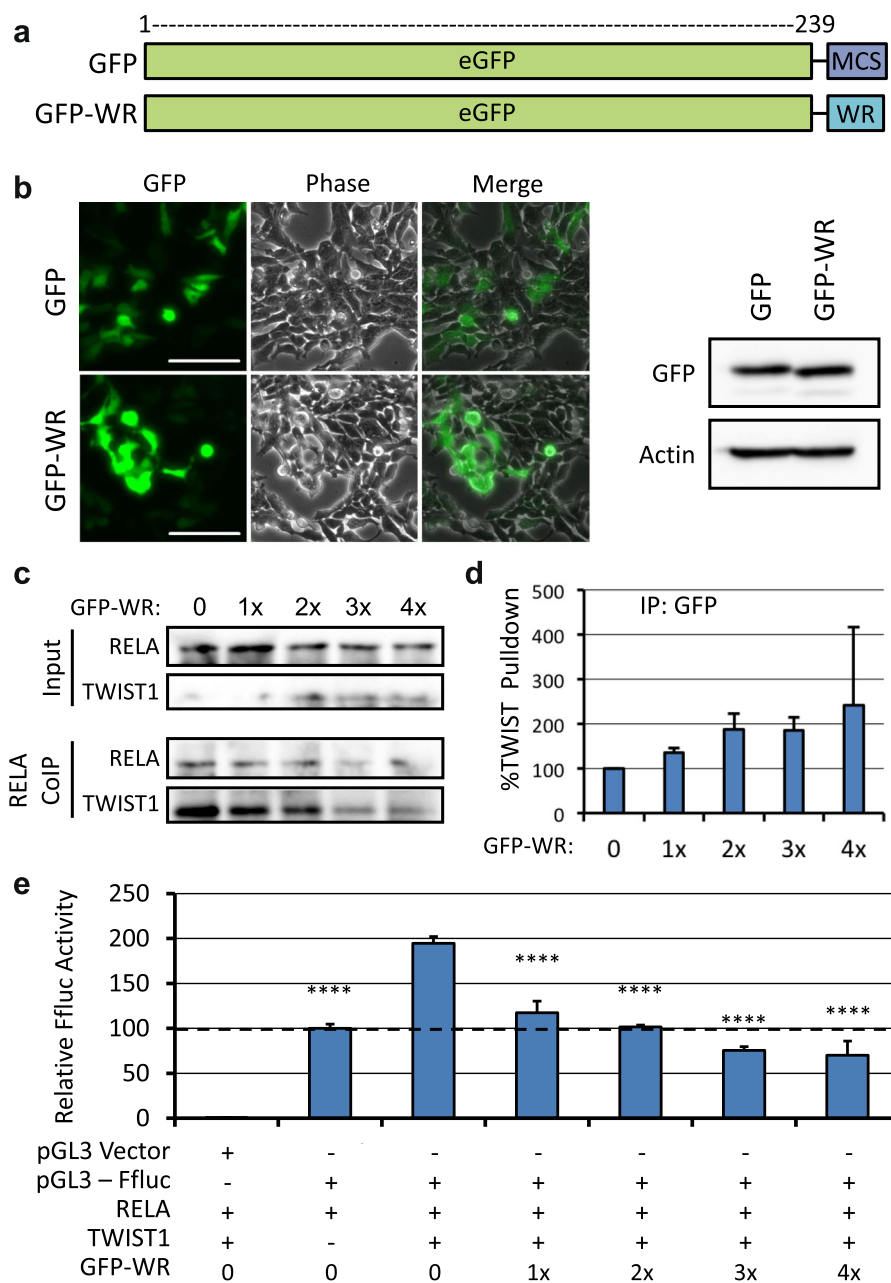 a
1 239
GFP eGFP MCS
GFP-WR eGFP WR
b
GFP Phase Merge
GFP
GFP-WR
GFP GFP-WR
GFP
Actin
c
GFP-WR: 0 1x 2x 3x 4x
Input
RELA
TWIST1
RELA CoIP
RELA
TWIST1
d
IP: GFP
%TWIST Pulldown
500
400
300
200
100
0
GFP-WR: 0 1x 2x 3x 4x
e
Relative Ffluc Activity
250
200
150
100
50
0
**** **** **** **** ****
pGL3 Vector + - - - - - -
pGL3 – Ffluc - + + + + + +
RELA + + + + + + +
TWIST1 + - + + + + +
GFP-WR 0 0 0 1x 2x 3x 4x